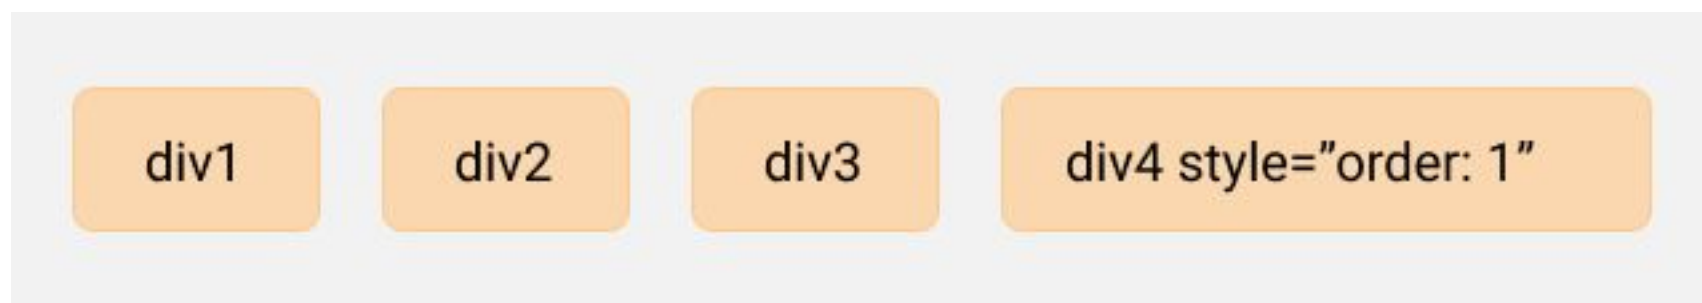 div1 div2 div3 div4 style=”order: 1”